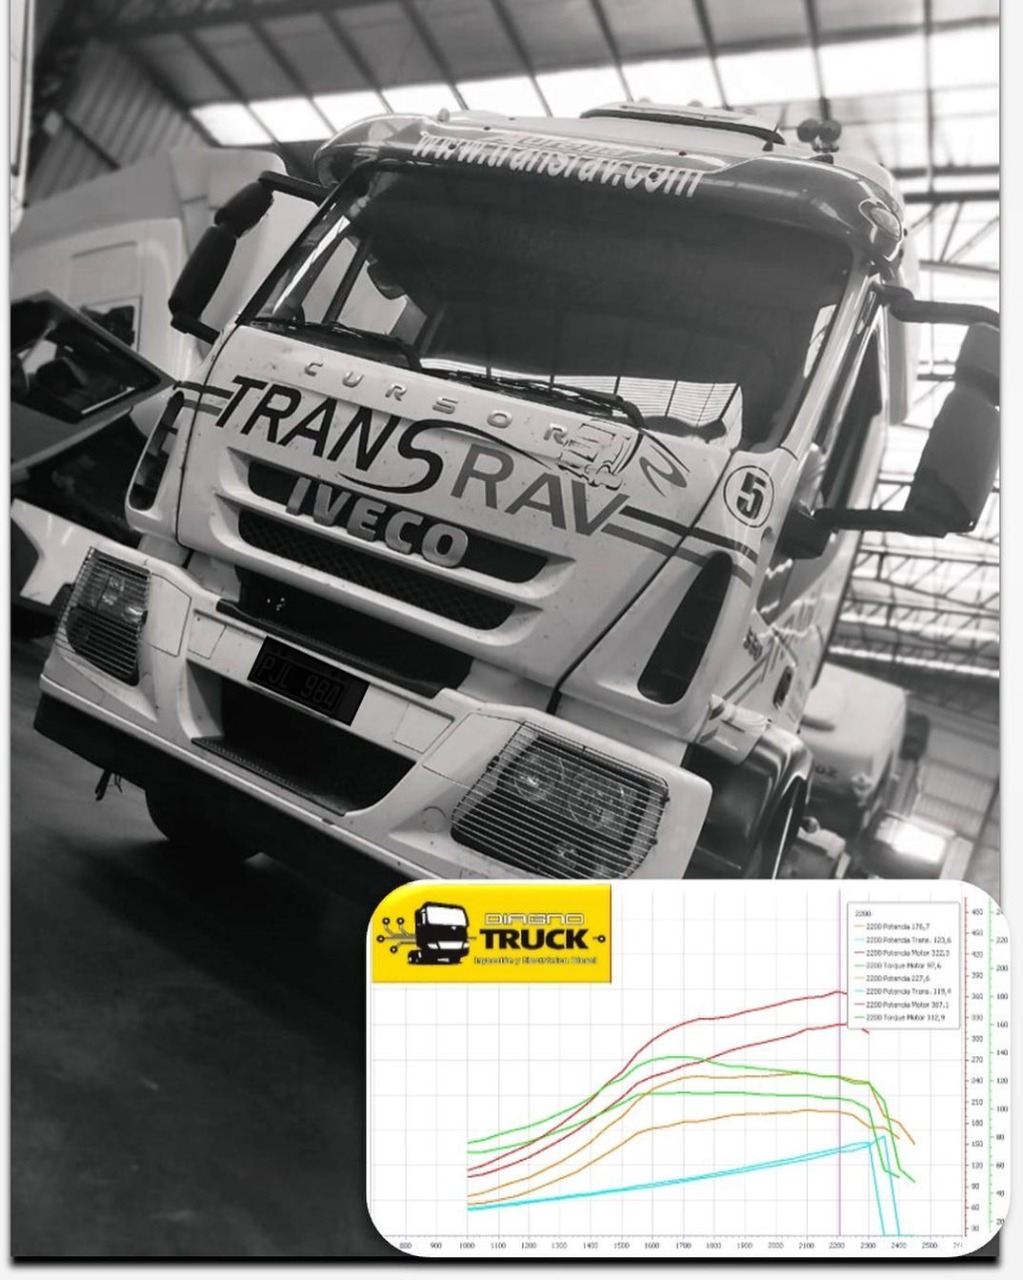 www.transrav.com
CURSOR
TRANSRAV
IVECO
5
PJL 984
DIAGNO
TRUCK
Inyección y Electrónica Diesel
2200
2200 Potencia 176,7
2200 Potencia Trans. 123,6
2200 Potencia Motor 322,3
2200 Torque Motor 97,6
2200 Potencia 227,6
2200 Potencia Trans. 119,4
2200 Potencia Motor 367,1
2200 Torque Motor 112,9
480
450
420
390
360
330
300
270
240
210
180
150
120
90
60
30
220
200
180
160
140
120
100
80
60
40
20
800 900 1000 1100 1200 1300 1400 1500 1600 1700 1800 1900 2000 2100 2200 2300 2400 2500